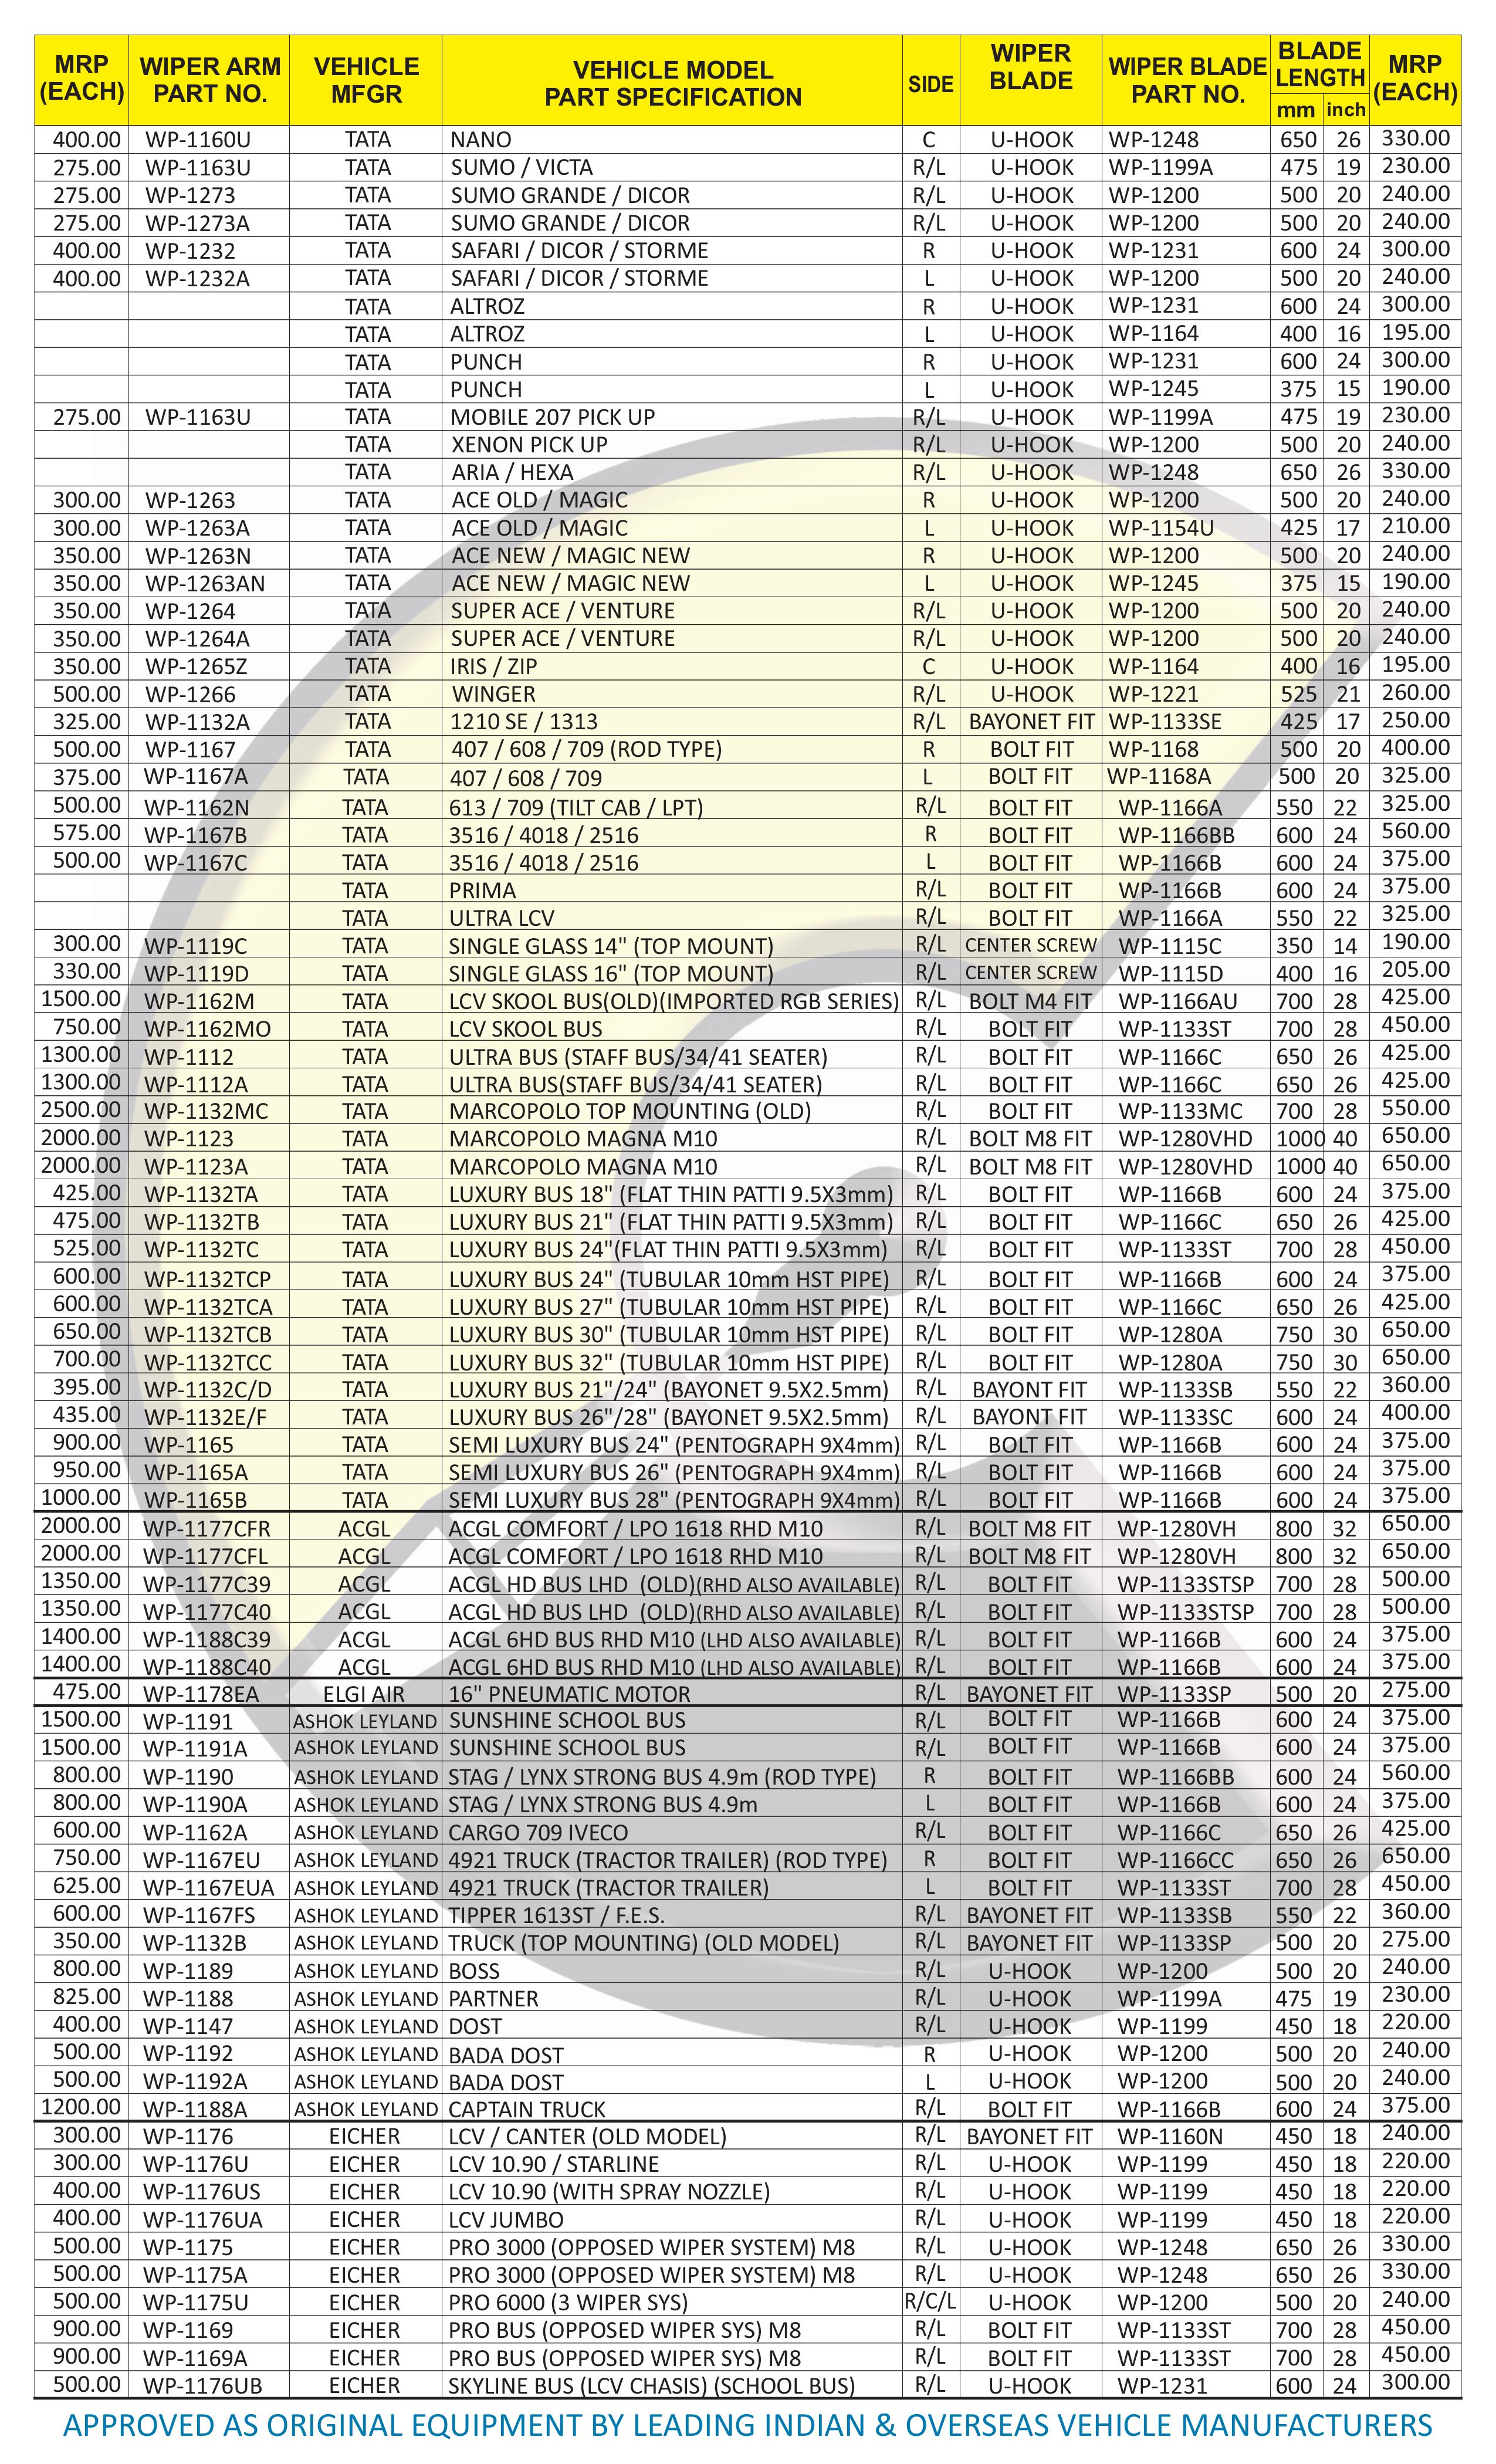 MRP (EACH) WIPER ARM PART NO. VEHICLE MFGR VEHICLE MODEL PART SPECIFICATION SIDE WIPER BLADE WIPER BLADE PART NO. BLADE LENGTH mm inch MRP (EACH)
400.00 WP-1160U TATA NANO C U-HOOK WP-1248 650 26 330.00
275.00 WP-1163U TATA SUMO / VICTA R/L U-HOOK WP-1199A 475 19 230.00
275.00 WP-1273 TATA SUMO GRANDE / DICOR R/L U-HOOK WP-1200 500 20 240.00
275.00 WP-1273A TATA SUMO GRANDE / DICOR R/L U-HOOK WP-1200 500 20 240.00
400.00 WP-1232 TATA SAFARI / DICOR / STORME R U-HOOK WP-1231 600 24 300.00
400.00 WP-1232A TATA SAFARI / DICOR / STORME L U-HOOK WP-1200 500 20 240.00
TATA ALTROZ R U-HOOK WP-1231 600 24 300.00
TATA ALTROZ L U-HOOK WP-1164 400 16 195.00
TATA PUNCH R U-HOOK WP-1231 600 24 300.00
TATA PUNCH L U-HOOK WP-1245 375 15 190.00
275.00 WP-1163U TATA MOBILE 207 PICK UP R/L U-HOOK WP-1199A 475 19 230.00
TATA XENON PICK UP R/L U-HOOK WP-1200 500 20 240.00
TATA ARIA / HEXA R/L U-HOOK WP-1248 650 26 330.00
300.00 WP-1263 TATA ACE OLD / MAGIC R U-HOOK WP-1200 500 20 240.00
300.00 WP-1263A TATA ACE OLD / MAGIC L U-HOOK WP-1154U 425 17 210.00
350.00 WP-1263N TATA ACE NEW / MAGIC NEW R U-HOOK WP-1200 500 20 240.00
350.00 WP-1263AN TATA ACE NEW / MAGIC NEW L U-HOOK WP-1245 375 15 190.00
350.00 WP-1264 TATA SUPER ACE / VENTURE R/L U-HOOK WP-1200 500 20 240.00
350.00 WP-1264A TATA SUPER ACE / VENTURE R/L U-HOOK WP-1200 500 20 240.00
350.00 WP-1265Z TATA IRIS / ZIP C U-HOOK WP-1164 400 16 195.00
500.00 WP-1266 TATA WINGER R/L U-HOOK WP-1221 525 21 260.00
325.00 WP-1132A TATA 1210 SE / 1313 R/L BAYONET FIT WP-1133SE 425 17 250.00
500.00 WP-1167 TATA 407 / 608 / 709 (ROD TYPE) R BOLT FIT WP-1168 500 20 400.00
375.00 WP-1167A TATA 407 / 608 / 709 L BOLT FIT WP-1168A 500 20 325.00
500.00 WP-1162N TATA 613 / 709 (TILT CAB / LPT) R/L BOLT FIT WP-1166A 550 22 325.00
575.00 WP-1167B TATA 3516 / 4018 / 2516 R BOLT FIT WP-1166BB 600 24 560.00
500.00 WP-1167C TATA 3516 / 4018 / 2516 L BOLT FIT WP-1166B 600 24 375.00
TATA PRIMA R/L BOLT FIT WP-1166B 600 24 375.00
TATA ULTRA LCV R/L BOLT FIT WP-1166A 550 22 325.00
300.00 WP-1119C TATA SINGLE GLASS 14" (TOP MOUNT) R/L CENTER SCREW WP-1115C 350 14 190.00
330.00 WP-1119D TATA SINGLE GLASS 16" (TOP MOUNT) R/L CENTER SCREW WP-1115D 400 16 205.00
1500.00 WP-1162M TATA LCV SKOOL BUS(OLD)(IMPORTED RGB SERIES) R/L BOLT M4 FIT WP-1166AU 700 28 425.00
750.00 WP-1162MO TATA LCV SKOOL BUS R/L BOLT FIT WP-1133ST 700 28 450.00
1300.00 WP-1112 TATA ULTRA BUS (STAFF BUS/34/41 SEATER) R/L BOLT FIT WP-1166C 650 26 425.00
1300.00 WP-1112A TATA ULTRA BUS(STAFF BUS/34/41 SEATER) R/L BOLT FIT WP-1166C 650 26 425.00
2500.00 WP-1132MC TATA MARCOPOLO TOP MOUNTING (OLD) R/L BOLT FIT WP-1133MC 700 28 550.00
2000.00 WP-1123 TATA MARCOPOLO MAGNA M10 R/L BOLT M8 FIT WP-1280VHD 1000 40 650.00
2000.00 WP-1123A TATA MARCOPOLO MAGNA M10 R/L BOLT M8 FIT WP-1280VHD 1000 40 650.00
425.00 WP-1132TA TATA LUXURY BUS 18" (FLAT THIN PATTI 9.5X3mm) R/L BOLT FIT WP-1166B 600 24 375.00
475.00 WP-1132TB TATA LUXURY BUS 21" (FLAT THIN PATTI 9.5X3mm) R/L BOLT FIT WP-1166C 650 26 425.00
525.00 WP-1132TC TATA LUXURY BUS 24"(FLAT THIN PATTI 9.5X3mm) R/L BOLT FIT WP-1133ST 700 28 450.00
600.00 WP-1132TCP TATA LUXURY BUS 24" (TUBULAR 10mm HST PIPE) R/L BOLT FIT WP-1166B 600 24 375.00
600.00 WP-1132TCA TATA LUXURY BUS 27" (TUBULAR 10mm HST PIPE) R/L BOLT FIT WP-1166C 650 26 425.00
650.00 WP-1132TCB TATA LUXURY BUS 30" (TUBULAR 10mm HST PIPE) R/L BOLT FIT WP-1280A 750 30 650.00
700.00 WP-1132TCC TATA LUXURY BUS 32" (TUBULAR 10mm HST PIPE) R/L BOLT FIT WP-1280A 750 30 650.00
395.00 WP-1132C/D TATA LUXURY BUS 21"/24" (BAYONET 9.5X2.5mm) R/L BAYONT FIT WP-1133SB 550 22 360.00
435.00 WP-1132E/F TATA LUXURY BUS 26"/28" (BAYONET 9.5X2.5mm) R/L BAYONT FIT WP-1133SC 600 24 400.00
900.00 WP-1165 TATA SEMI LUXURY BUS 24" (PENTOGRAPH 9X4mm) R/L BOLT FIT WP-1166B 600 24 375.00
950.00 WP-1165A TATA SEMI LUXURY BUS 26" (PENTOGRAPH 9X4mm) R/L BOLT FIT WP-1166B 600 24 375.00
1000.00 WP-1165B TATA SEMI LUXURY BUS 28" (PENTOGRAPH 9X4mm) R/L BOLT FIT WP-1166B 600 24 375.00
2000.00 WP-1177CFR ACGL ACGL COMFORT / LPO 1618 RHD M10 R/L BOLT M8 FIT WP-1280VH 800 32 650.00
2000.00 WP-1177CFL ACGL ACGL COMFORT / LPO 1618 RHD M10 R/L BOLT M8 FIT WP-1280VH 800 32 650.00
1350.00 WP-1177C39 ACGL ACGL HD BUS LHD (OLD)(RHD ALSO AVAILABLE) R/L BOLT FIT WP-1133STSP 700 28 500.00
1350.00 WP-1177C40 ACGL ACGL HD BUS LHD (OLD)(RHD ALSO AVAILABLE) R/L BOLT FIT WP-1133STSP 700 28 500.00
1400.00 WP-1188C39 ACGL ACGL 6HD BUS RHD M10 (LHD ALSO AVAILABLE) R/L BOLT FIT WP-1166B 600 24 375.00
1400.00 WP-1188C40 ACGL ACGL 6HD BUS RHD M10 (LHD ALSO AVAILABLE) R/L BOLT FIT WP-1166B 600 24 375.00
475.00 WP-1178EA ELGI AIR 16" PNEUMATIC MOTOR R/L BAYONET FIT WP-1133SP 500 20 275.00
1500.00 WP-1191 ASHOK LEYLAND SUNSHINE SCHOOL BUS R/L BOLT FIT WP-1166B 600 24 375.00
1500.00 WP-1191A ASHOK LEYLAND SUNSHINE SCHOOL BUS R/L BOLT FIT WP-1166B 600 24 375.00
800.00 WP-1190 ASHOK LEYLAND STAG / LYNX STRONG BUS 4.9m (ROD TYPE) R BOLT FIT WP-1166BB 600 24 560.00
800.00 WP-1190A ASHOK LEYLAND STAG / LYNX STRONG BUS 4.9m L BOLT FIT WP-1166B 600 24 375.00
600.00 WP-1162A ASHOK LEYLAND CARGO 709 IVECO R/L BOLT FIT WP-1166C 650 26 425.00
750.00 WP-1167EU ASHOK LEYLAND 4921 TRUCK (TRACTOR TRAILER) (ROD TYPE) R BOLT FIT WP-1166CC 650 26 650.00
625.00 WP-1167EUA ASHOK LEYLAND 4921 TRUCK (TRACTOR TRAILER) L BOLT FIT WP-1133ST 700 28 450.00
600.00 WP-1167FS ASHOK LEYLAND TIPPER 1613ST / F.E.S. R/L BAYONET FIT WP-1133SB 550 22 360.00
350.00 WP-1132B ASHOK LEYLAND TRUCK (TOP MOUNTING) (OLD MODEL) R/L BAYONET FIT WP-1133SP 500 20 275.00
800.00 WP-1189 ASHOK LEYLAND BOSS R/L U-HOOK WP-1200 500 20 240.00
825.00 WP-1188 ASHOK LEYLAND PARTNER R/L U-HOOK WP-1199A 475 19 230.00
400.00 WP-1147 ASHOK LEYLAND DOST R/L U-HOOK WP-1199 450 18 220.00
500.00 WP-1192 ASHOK LEYLAND BADA DOST R U-HOOK WP-1200 500 20 240.00
500.00 WP-1192A ASHOK LEYLAND BADA DOST L U-HOOK WP-1200 500 20 240.00
1200.00 WP-1188A ASHOK LEYLAND CAPTAIN TRUCK R/L BOLT FIT WP-1166B 600 24 375.00
300.00 WP-1176 EICHER LCV / CANTER (OLD MODEL) R/L BAYONET FIT WP-1160N 450 18 240.00
300.00 WP-1176U EICHER LCV 10.90 / STARLINE R/L U-HOOK WP-1199 450 18 220.00
400.00 WP-1176US EICHER LCV 10.90 (WITH SPRAY NOZZLE) R/L U-HOOK WP-1199 450 18 220.00
400.00 WP-1176UA EICHER LCV JUMBO R/L U-HOOK WP-1199 450 18 220.00
500.00 WP-1175 EICHER PRO 3000 (OPPOSED WIPER SYSTEM) M8 R/L U-HOOK WP-1248 650 26 330.00
500.00 WP-1175A EICHER PRO 3000 (OPPOSED WIPER SYSTEM) M8 R/L U-HOOK WP-1248 650 26 330.00
500.00 WP-1175U EICHER PRO 6000 (3 WIPER SYS) R/C/L U-HOOK WP-1200 500 20 240.00
900.00 WP-1169 EICHER PRO BUS (OPPOSED WIPER SYS) M8 R/L BOLT FIT WP-1133ST 700 28 450.00
900.00 WP-1169A EICHER PRO BUS (OPPOSED WIPER SYS) M8 R/L BOLT FIT WP-1133ST 700 28 450.00
500.00 WP-1176UB EICHER SKYLINE BUS (LCV CHASIS) (SCHOOL BUS) R/L U-HOOK WP-1231 600 24 300.00
APPROVED AS ORIGINAL EQUIPMENT BY LEADING INDIAN & OVERSEAS VEHICLE MANUFACTURERS